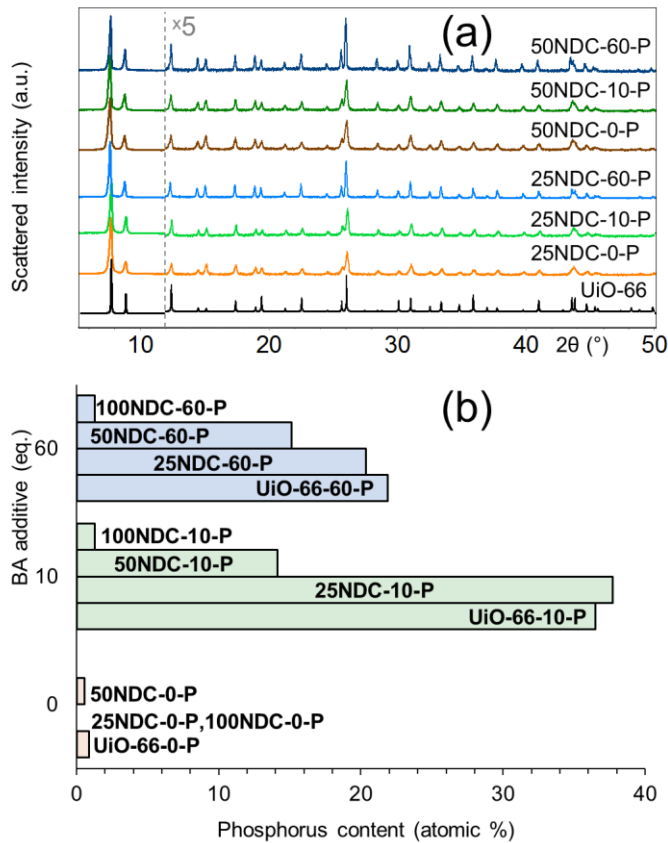 ×5
(a)
Scattered intensity (a.u.)
50NDC-60-P
50NDC-10-P
50NDC-0-P
25NDC-60-P
25NDC-10-P
25NDC-0-P
UiO-66
10 20 30 40 2θ (°) 50
(b)
BA additive (eq.)
100NDC-60-P
50NDC-60-P
60
25NDC-60-P
UiO-66-60-P
100NDC-10-P
50NDC-10-P
10
25NDC-10-P
UiO-66-10-P
50NDC-0-P
0
25NDC-0-P,100NDC-0-P
UiO-66-0-P
0 10 20 30 40
Phosphorus content (atomic %)